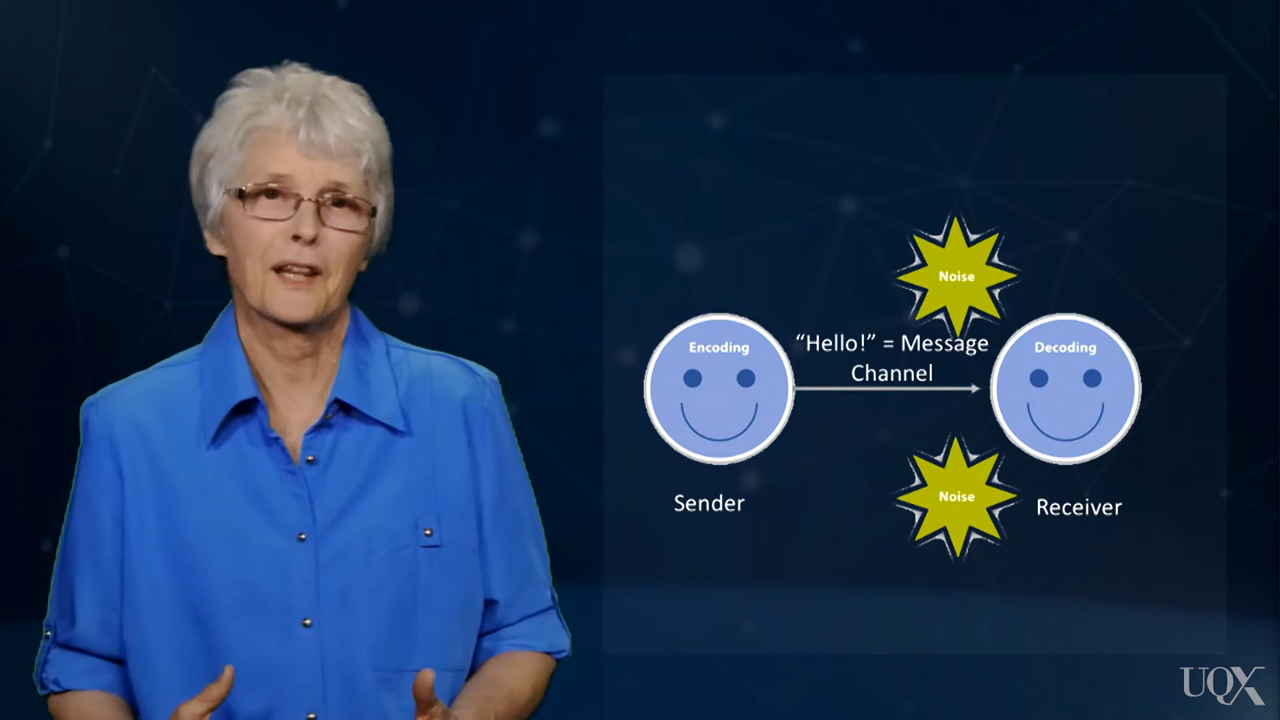 Noise
Encoding
“Hello!” = Message
Channel
Decoding
Noise
Sender
Receiver
UQX